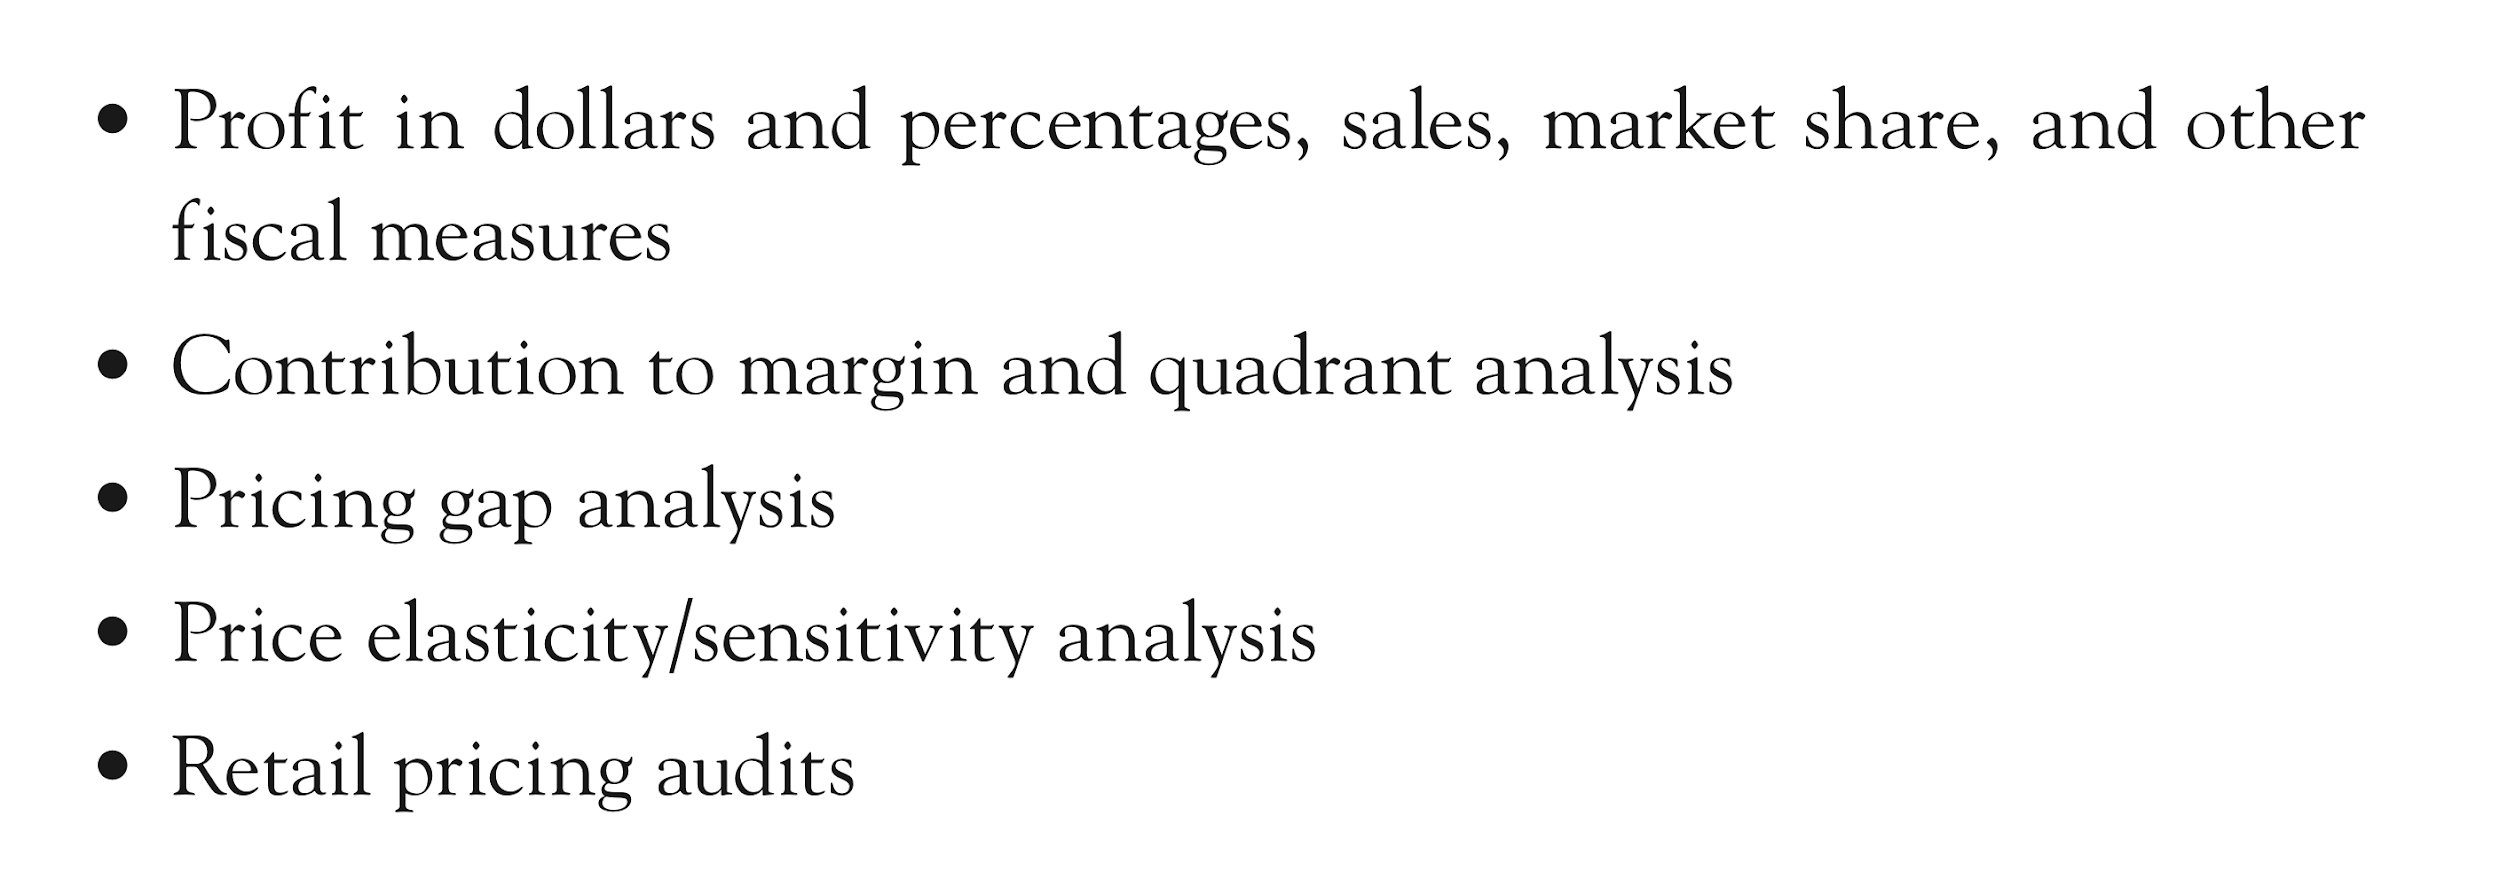 • Profit in dollars and percentages, sales, market share, and other
fiscal measures
• Contribution to margin and quadrant analysis
• Pricing gap analysis
• Price elasticity/sensitivity analysis
• Retail pricing audits